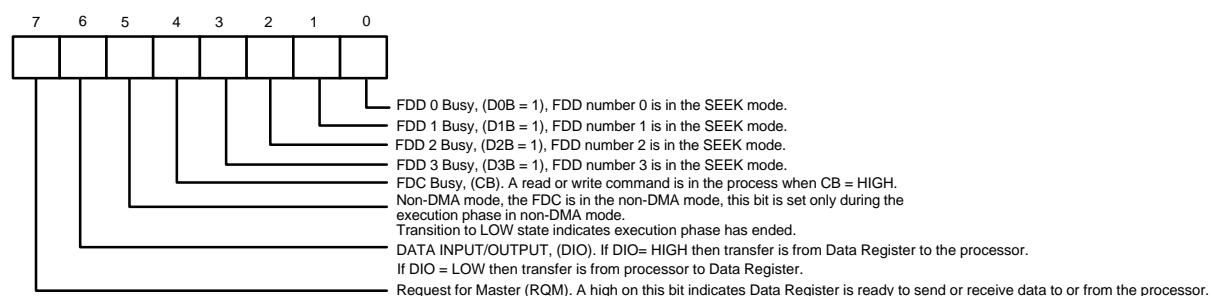 7 6 5 4 3 2 1 0
FDD 0 Busy, (D0B = 1), FDD number 0 is in the SEEK mode.
FDD 1 Busy, (D1B = 1), FDD number 1 is in the SEEK mode.
FDD 2 Busy, (D2B = 1), FDD number 2 is in the SEEK mode.
FDD 3 Busy, (D3B = 1), FDD number 3 is in the SEEK mode.
FDC Busy, (CB). A read or write command is in the process when CB = HIGH.
Non-DMA mode, the FDC is in the non-DMA mode, this bit is set only during the
execution phase in non-DMA mode.
Transition to LOW state indicates execution phase has ended.
DATA INPUT/OUTPUT, (DIO). If DIO= HIGH then transfer is from Data Register to the processor.
If DIO = LOW then transfer is from processor to Data Register.
Request for Master (RQM). A high on this bit indicates Data Register is ready to send or receive data to or from the processor.